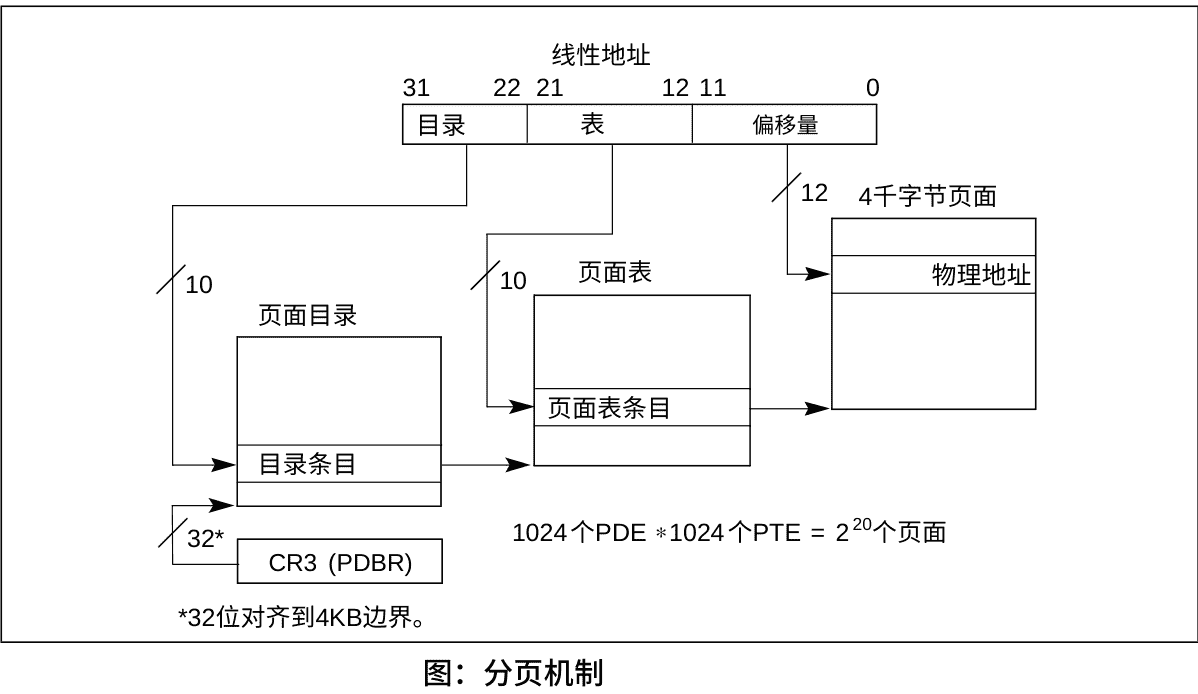 线性地址
31 22 21 12 11 0
目录 表 偏移量
12
4千字节页面
物理地址
10
10
页面表
页面目录
页面表条目
目录条目
32*
1024个PDE *1024个PTE = 2^20个页面
CR3 (PDBR)
*32位对齐到4KB边界。
图：分页机制